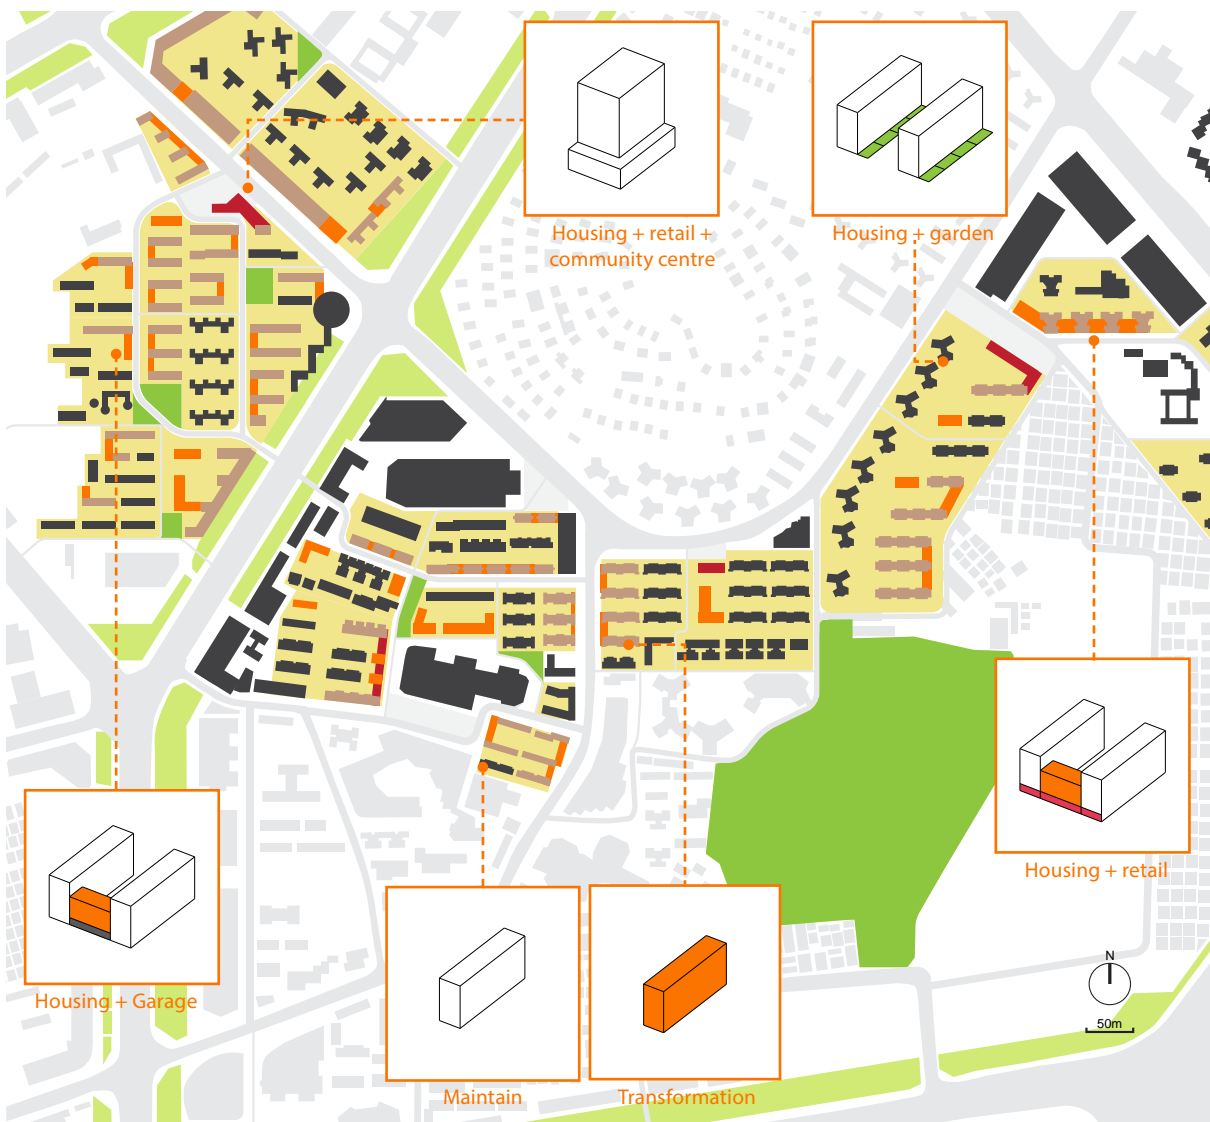 Housing + retail +
community centre
Housing + garden
Housing + retail
Housing + Garage
Maintain
Transformation
N
50m